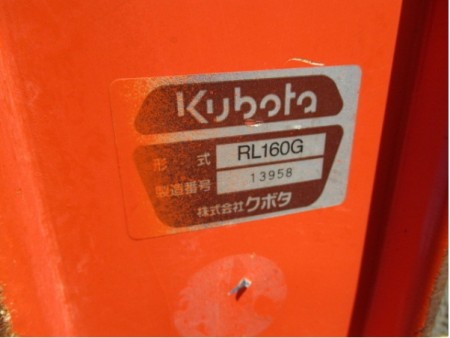 Kubota
形式 RL160G
製造番号 13958
株式会社クボタ